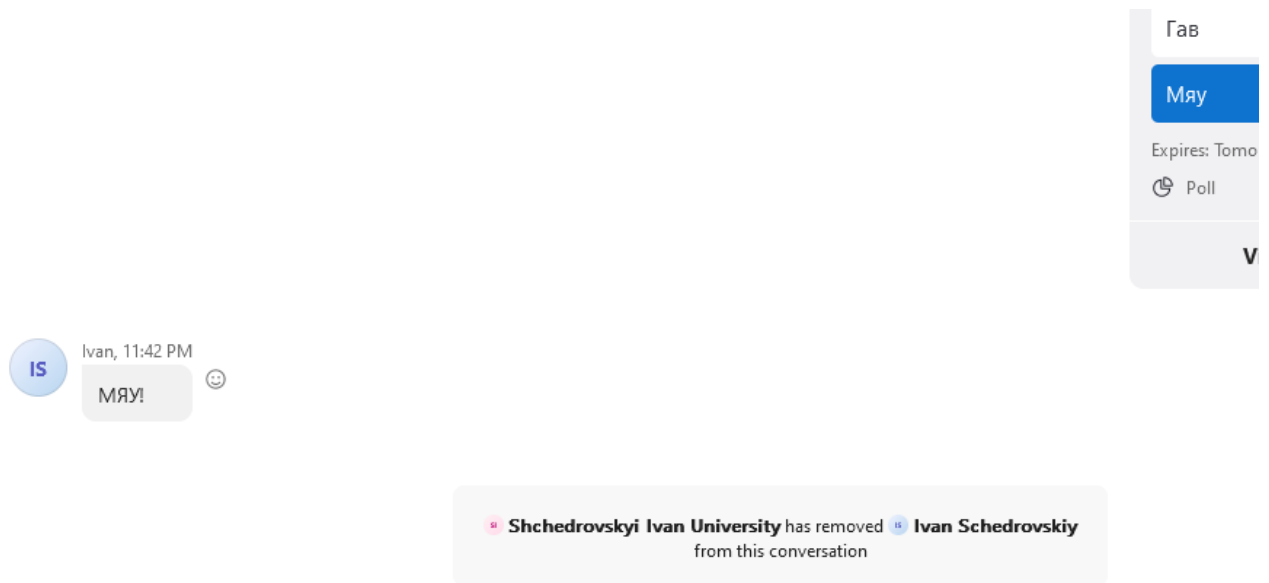 Гав
Мяу
Expires: Tomo
Poll
Ivan, 11:42 PM
IS
МЯУ!
SI Shchedrovskyi Ivan University has removed IS Ivan Schedrovskiy
from this conversation